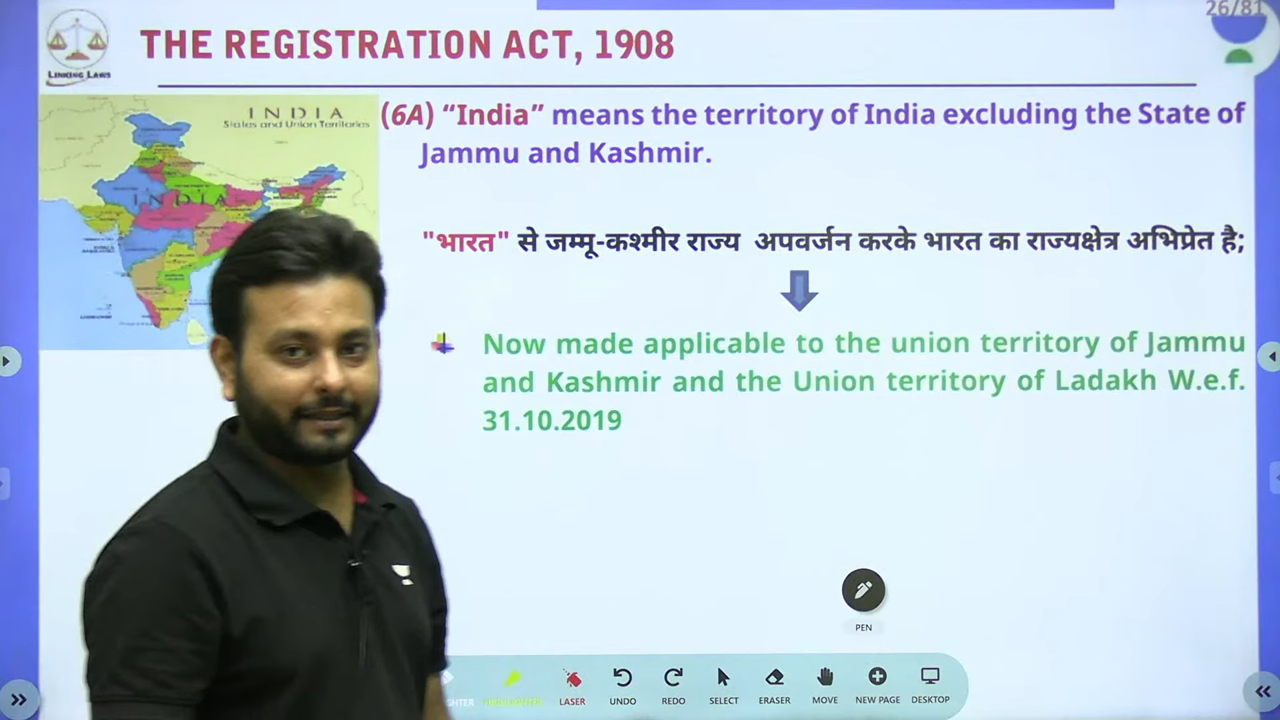 26/81
THE REGISTRATION ACT, 1908
LINKING LAWS
INDIA
States and Union Territories
INDIA
(6A) “India” means the territory of India excluding the State of
Jammu and Kashmir.
"भारत" से जम्मू-कश्मीर राज्य अपवर्जन करके भारत का राज्यक्षेत्र अभिप्रेत है;
Now made applicable to the union territory of Jammu
and Kashmir and the Union territory of Ladakh W.e.f.
31.10.2019
PEN
LASER UNDO REDO SELECT ERASER MOVE NEW PAGE DESKTOP